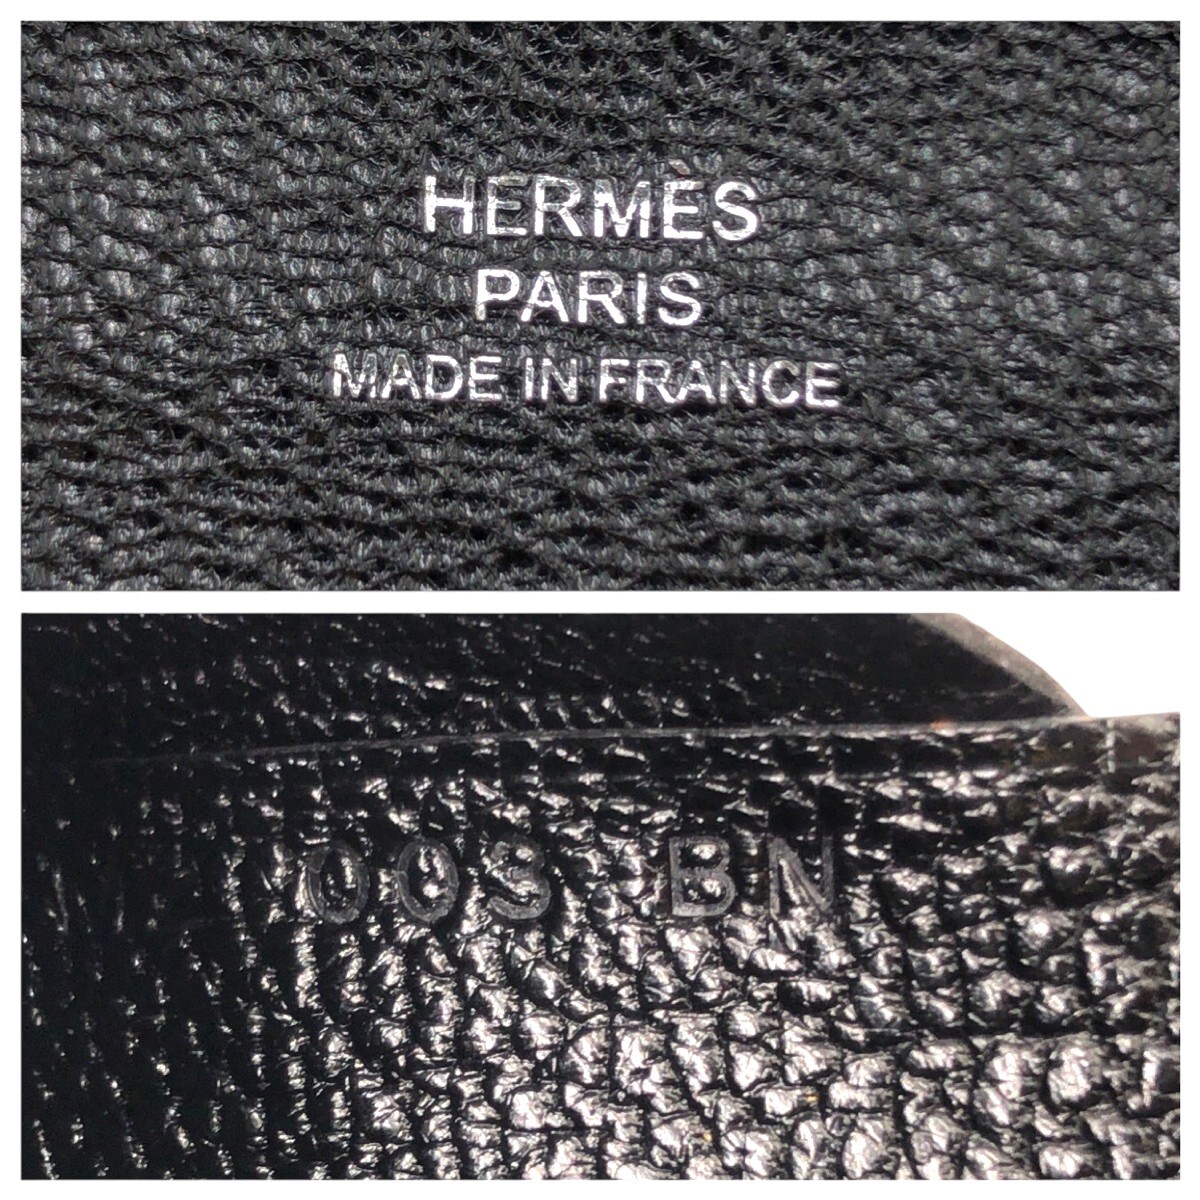 HERMÈS
PARIS
MADE IN FRANCE
003 BN